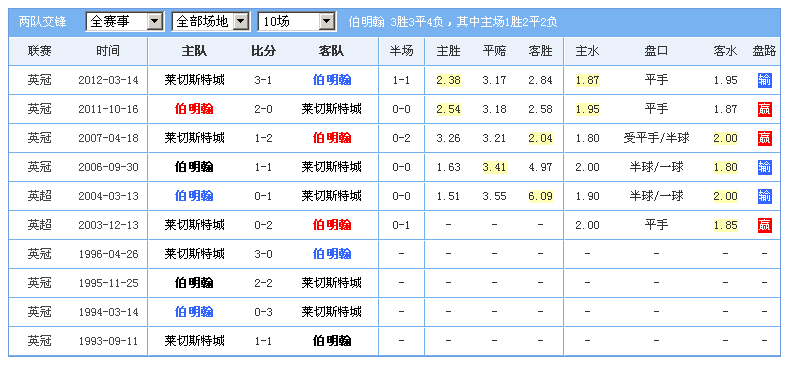 两队交锋 全赛事 全部场地 10场 伯明翰 3胜3平4负，其中主场1胜2平2负
联赛 时间 主队 比分 客队 半场 主胜 平赔 客胜 主水 盘口 客水 盘路
英冠 2012-03-14 莱切斯特城 3-1 伯明翰 1-1 2.38 3.17 2.84 1.87 平手 1.95 输
英冠 2011-10-16 伯明翰 2-0 莱切斯特城 0-0 2.54 3.18 2.58 1.95 平手 1.87 赢
英冠 2007-04-18 莱切斯特城 1-2 伯明翰 0-2 3.26 3.21 2.04 1.80 受平手/半球 2.00 赢
英冠 2006-09-30 伯明翰 1-1 莱切斯特城 0-0 1.63 3.41 4.97 2.00 半球/一球 1.80 输
英超 2004-03-13 伯明翰 0-1 莱切斯特城 0-0 1.51 3.55 6.09 1.90 半球/一球 2.00 输
英超 2003-12-13 莱切斯特城 0-2 伯明翰 0-1 - - - 2.00 平手 1.85 赢
英冠 1996-04-26 莱切斯特城 3-0 伯明翰 - - - - - - - -
英冠 1995-11-25 伯明翰 2-2 莱切斯特城 - - - - - - - -
英冠 1994-03-14 伯明翰 0-3 莱切斯特城 - - - - - - - -
英冠 1993-09-11 莱切斯特城 1-1 伯明翰 - - - - - - - -